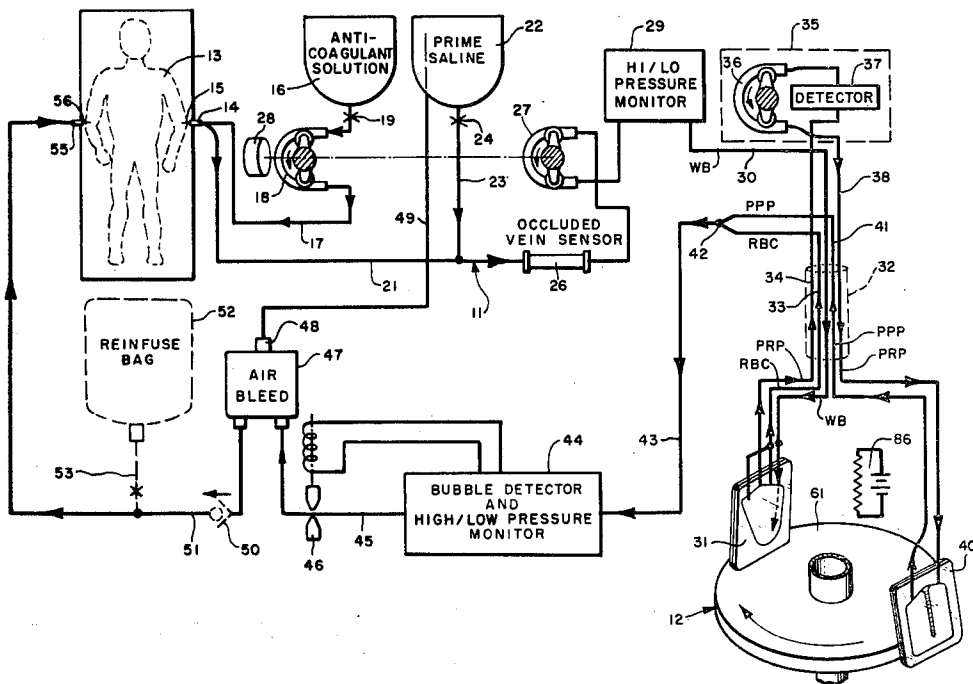 22
29
35
ANTI-
COAGULANT
SOLUTION
16
PRIME
SALINE
HI/LO
PRESSURE
MONITOR
36
37
DETECTOR
13
15
14
56
55
28
19
18
24
27
23
49
WB
30
38
17
OCCLUDED
VEIN SENSOR
26
21
11
PPP
RBC
42
41
34
33
32
52
REINFUSE
BAG
48
47
AIR
BLEED
PRP
RBC
PPP
PRP
WB
53
43
44
BUBBLE DETECTOR
AND
HIGH/LOW PRESSURE
MONITOR
86
61
31
40
51
50
46
45
12